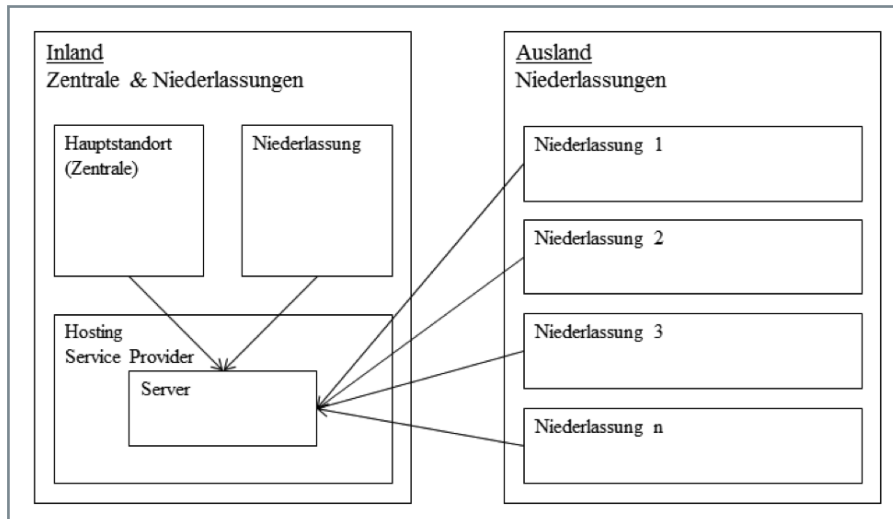 Inland
Zentrale & Niederlassungen
Hauptstandort
(Zentrale)
Niederlassung
Hosting
Service Provider
Server
Ausland
Niederlassungen
Niederlassung 1
Niederlassung 2
Niederlassung 3
Niederlassung n